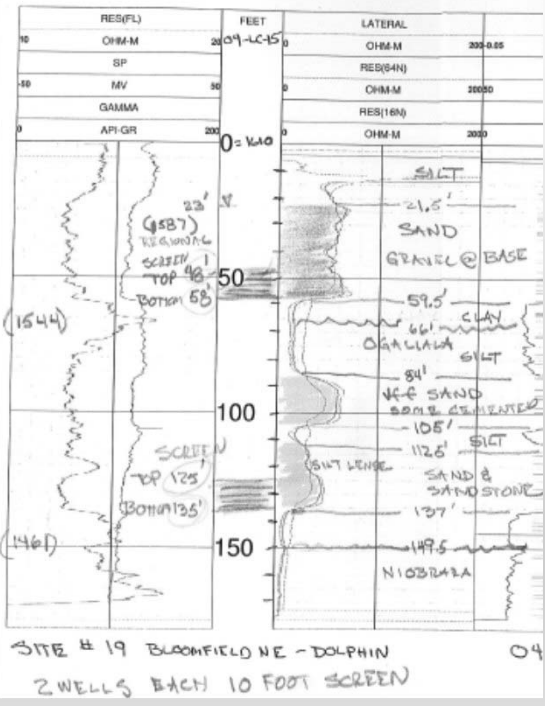 RES(FL) FEET LATERAL
10 OHM-M 20 04-LC-15 0 OHM-M 200-0.05
SP RES(64N)
-50 MV 50 0 OHM-M 200
GAMMA RES(16N)
0 API-GR 200 0 OHM-M 200
0 = 1610
SILT
23' 21.5'
(1587) SAND
REGIONAL
SCREEN GRAVEL @ BASE
TOP 48'
50
BOTTOM 58' 59.5'
(1544) CLAY
66'
OGALLALA
SILT
84'
VF-F SAND
100 SOME CEMENTED
105'
SILT
SCREEN 112.5'
SILT LENSE
TOP 125' SAND &
SANDSTONE
BOTTOM 135' 137'
(1461) 150 149.5
NIOBRARA
SITE # 19 BLOOMFIELD NE - DOLPHIN 04
2 WELLS EACH 10 FOOT SCREEN